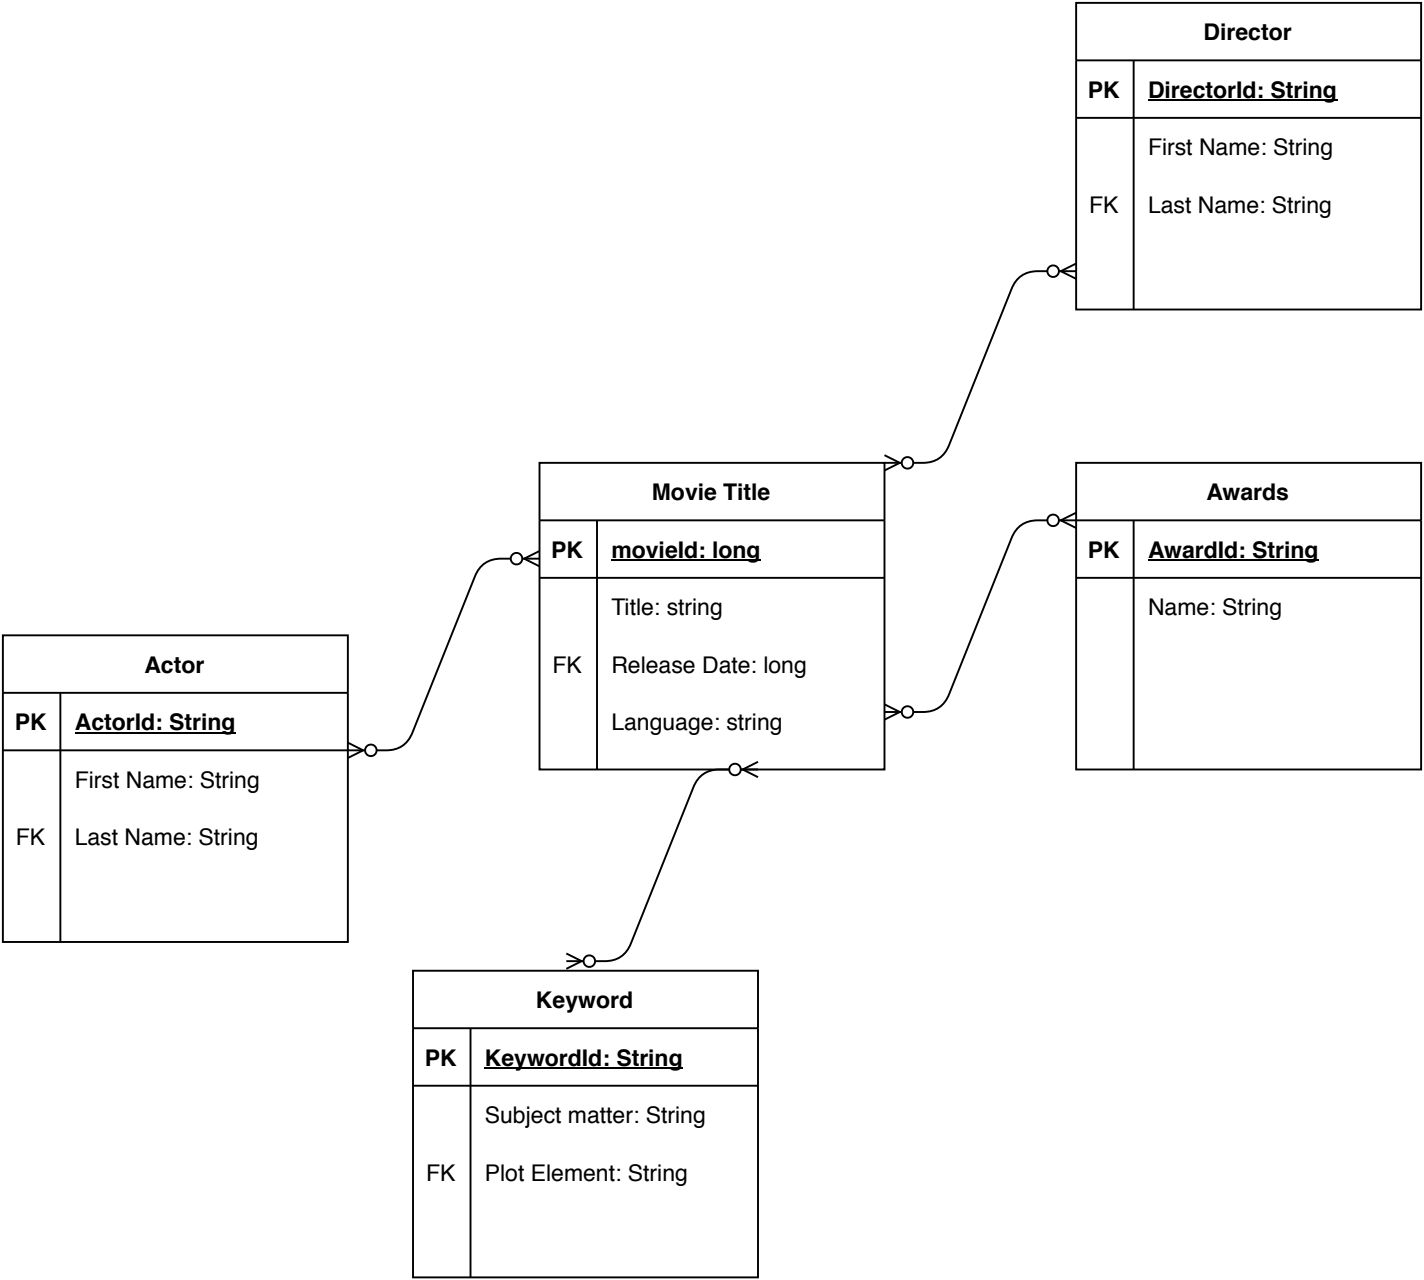 Director
PK DirectorId: String
First Name: String
FK Last Name: String
Movie Title
PK movieId: long
Title: string
FK Release Date: long
Language: string
Awards
PK AwardId: String
Name: String
Actor
PK ActorId: String
First Name: String
FK Last Name: String
Keyword
PK KeywordId: String
Subject matter: String
FK Plot Element: String